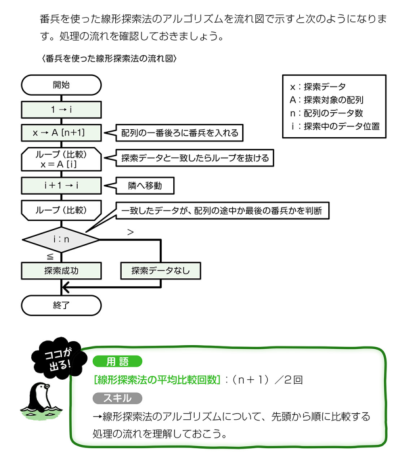 番兵を使った線形探索法のアルゴリズムを流れ図で示すと次のようになりま
す。処理の流れを確認しておきましょう。
〈番兵を使った線形探索法の流れ図〉
開始
1 → i
x → A [n+1]
配列の一番後ろに番兵を入れる
ループ（比較）
x = A [i]
探索データと一致したらループを抜ける
i + 1 → i
隣へ移動
ループ（比較）
一致したデータが、配列の途中か最後の番兵かを判断
i : n
＞
≦
探索成功
探索データなし
終了
x：探索データ
A：探索対象の配列
n：配列のデータ数
i：探索中のデータ位置
ココが
出る!
用語
［線形探索法の平均比較回数］：（n＋1）／2回
スキル
→線形探索法のアルゴリズムについて、先頭から順に比較する
処理の流れを理解しておこう。